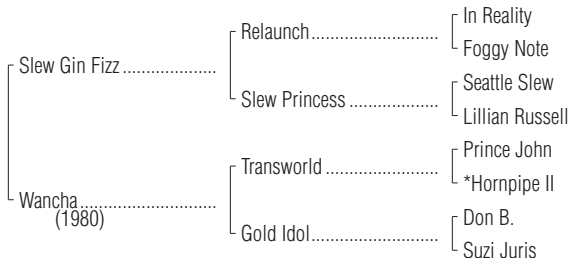 In Reality
Relaunch
Foggy Note
Slew Gin Fizz
Seattle Slew
Slew Princess
Lillian Russell
Prince John
Transworld
*Hornpipe II
Wancha
(1980)
Don B.
Gold Idol
Suzi Juris